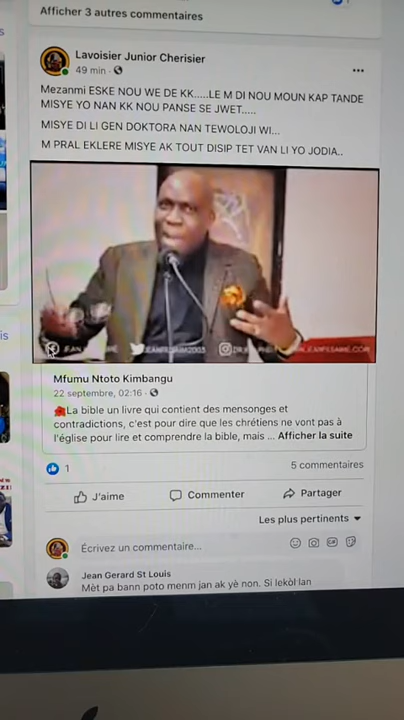 Afficher 3 autres commentaires
Lavoisier Junior Cherisier
49 min ·
Mezanmi ESKE NOU WE DE KK.....LE M DI NOU MOUN KAP TANDE
MISYE YO NAN KK NOU PANSE SE JWET.....
MISYE DI LI GEN DOKTORA NAN TEWOLOJI WI...
M PRAL EKLERE MISYE AK TOUT DISIP TET VAN LI YO JODIA..
Mfumu Ntoto Kimbangu
22 septembre, 02:16 ·
La bible un livre qui contient des mensonges et
contradictions, c'est pour dire que les chrétiens ne vont pas à
l'église pour lire et comprendre la bible, mais ... Afficher la suite
1
5 commentaires
J'aime
Commenter
Partager
Les plus pertinents
Écrivez un commentaire...
GIF
Jean Gerard St Louis
Mèt pa bann poto menm jan ak yè non. Si lekòl lan